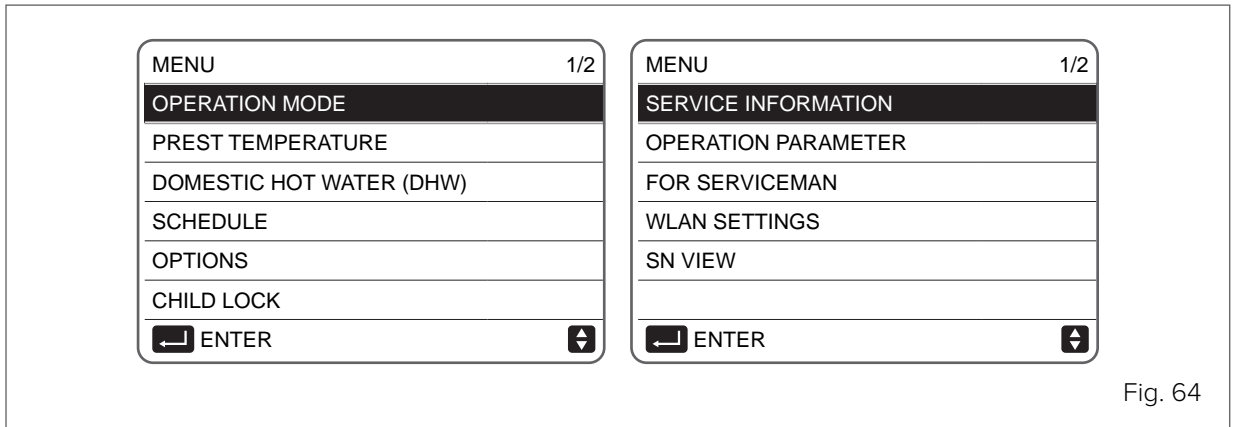 MENU 1/2
OPERATION MODE
PREST TEMPERATURE
DOMESTIC HOT WATER (DHW)
SCHEDULE
OPTIONS
CHILD LOCK
ENTER
MENU 1/2
SERVICE INFORMATION
OPERATION PARAMETER
FOR SERVICEMAN
WLAN SETTINGS
SN VIEW
ENTER
Fig. 64